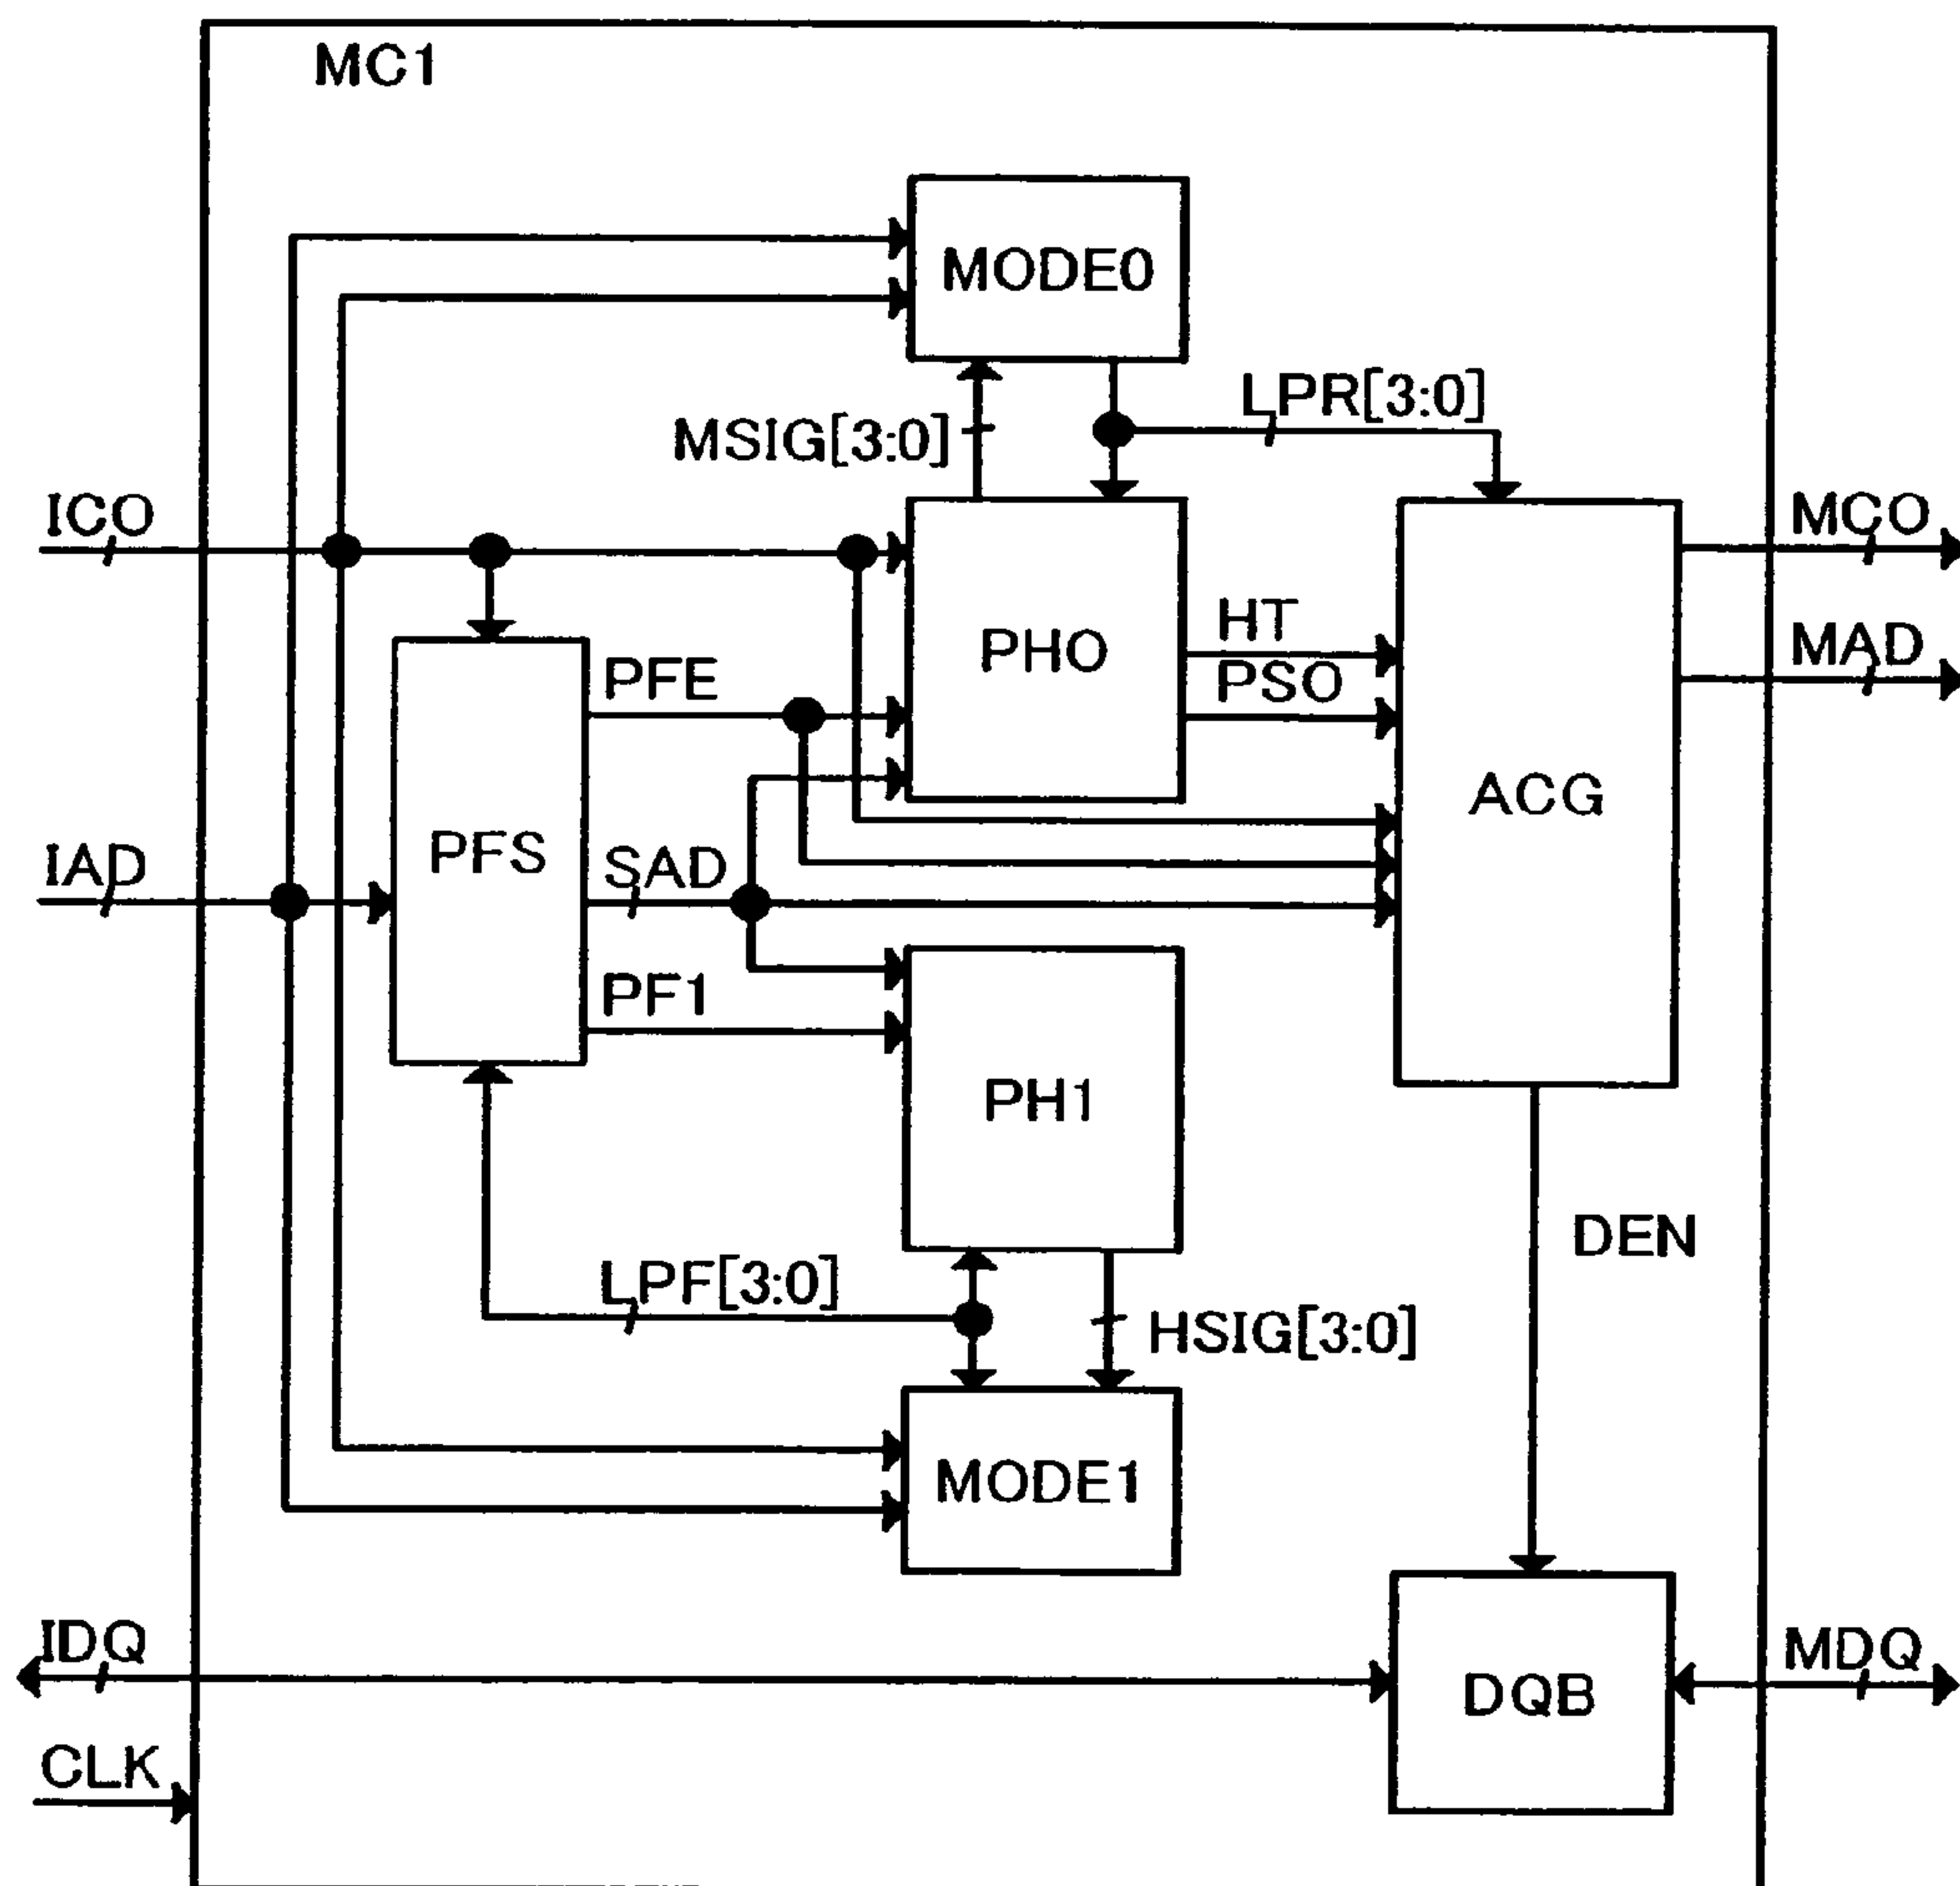 MC1
MODE0
LPR[3:0]
MSIG[3:0]
ICO
MCO
HT
PHO
MAD
PFE
PSO
ACG
PFS
IAD
SAD
PF1
PH1
DEN
LPF[3:0]
HSIG[3:0]
MODE1
IDQ
MDQ
DQB
CLK